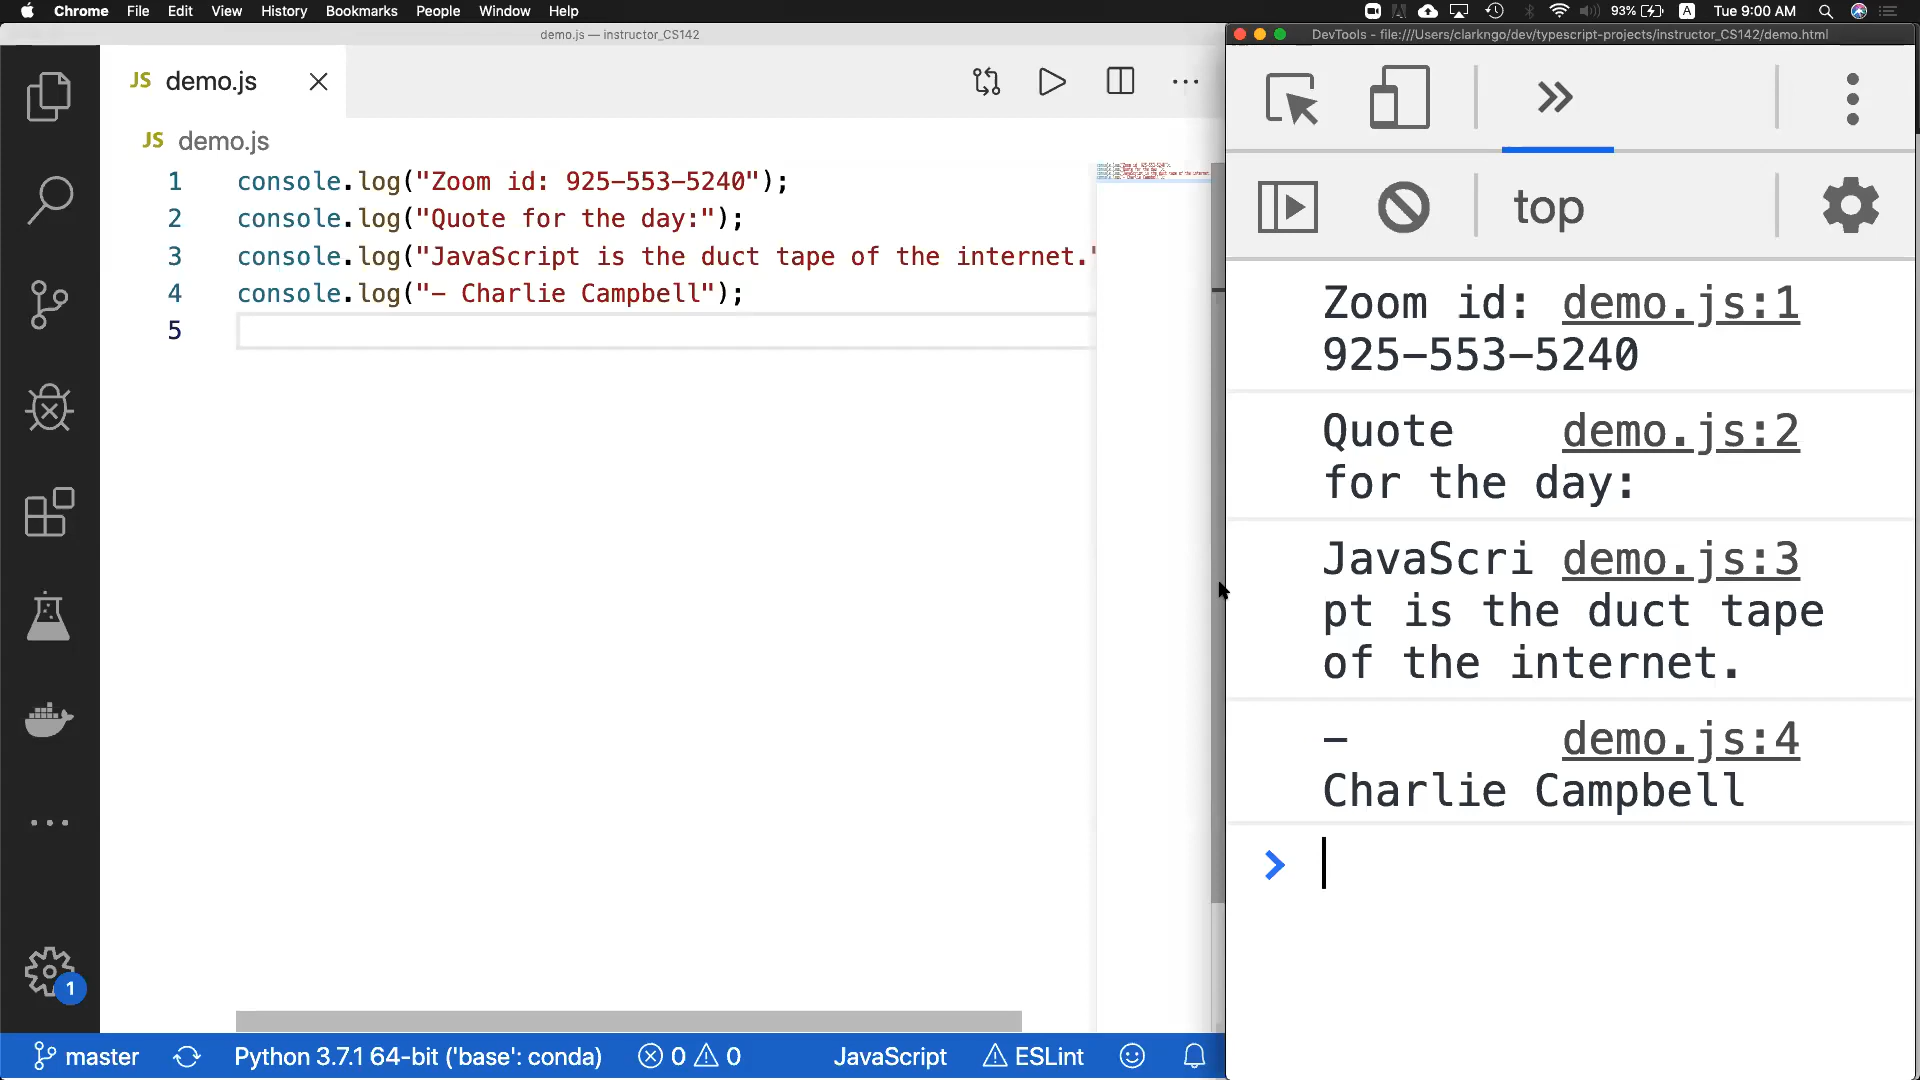 Chrome File Edit View History Bookmarks People Window Help
93% A Tue 9:00 AM
demo.js — instructor_CS142
JS demo.js
JS demo.js
1 console.log("Zoom id: 925-553-5240");
2 console.log("Quote for the day:");
3 console.log("JavaScript is the duct tape of the internet."
4 console.log("- Charlie Campbell");
5
1
master Python 3.7.1 64-bit ('base': conda) 0 0 JavaScript ESLint
DevTools - file:///Users/clarkngo/dev/typescript-projects/instructor_CS142/demo.html
top
Zoom id: demo.js:1
925-553-5240
Quote demo.js:2
for the day:
JavaScri demo.js:3
pt is the duct tape
of the internet.
- demo.js:4
Charlie Campbell